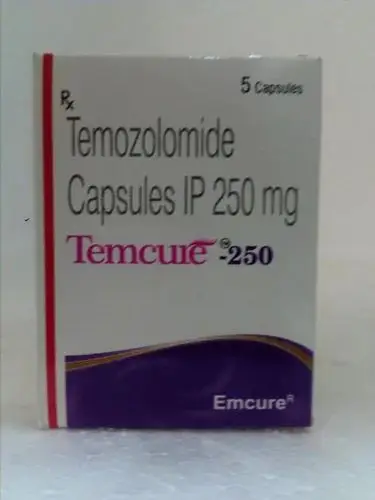 5 Capsules
Rx
Temozolomide
Capsules IP 250 mg
Temcure®-250
Emcure®